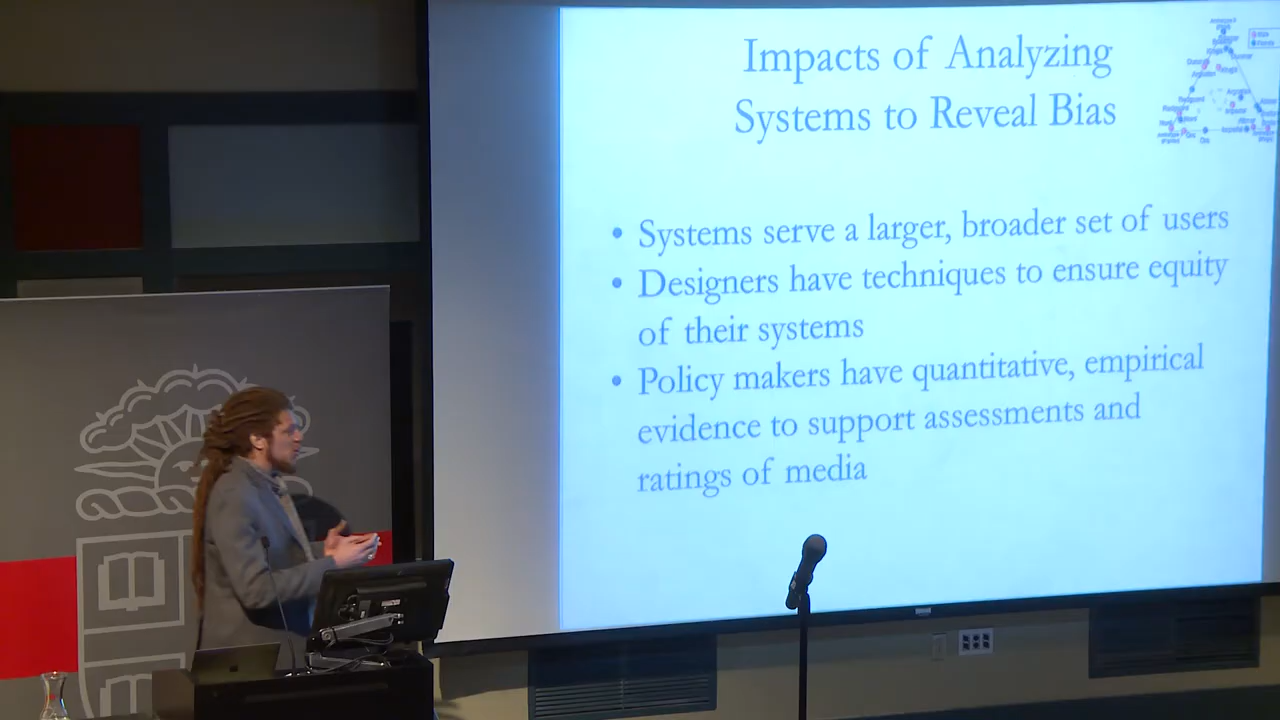 Impacts of Analyzing
Systems to Reveal Bias
• Systems serve a larger, broader set of users
• Designers have techniques to ensure equity
of their systems
• Policy makers have quantitative, empirical
evidence to support assessments and
ratings of media